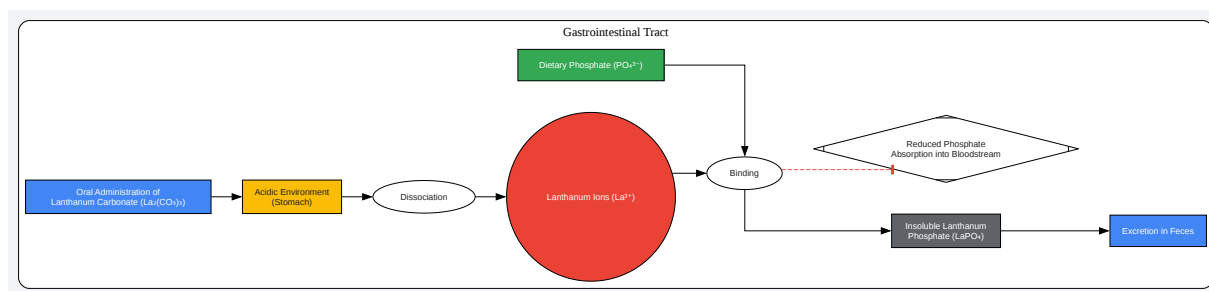 Gastrointestinal Tract
Dietary Phosphate (PO₄³⁻)
Reduced Phosphate
Absorption into Bloodstream
Oral Administration of
Lanthanum Carbonate (La₂(CO₃)₃)
Acidic Environment
(Stomach)
Dissociation
Lanthanum Ions (La³⁺)
Binding
Insoluble Lanthanum
Phosphate (LaPO₄)
Excretion in Feces